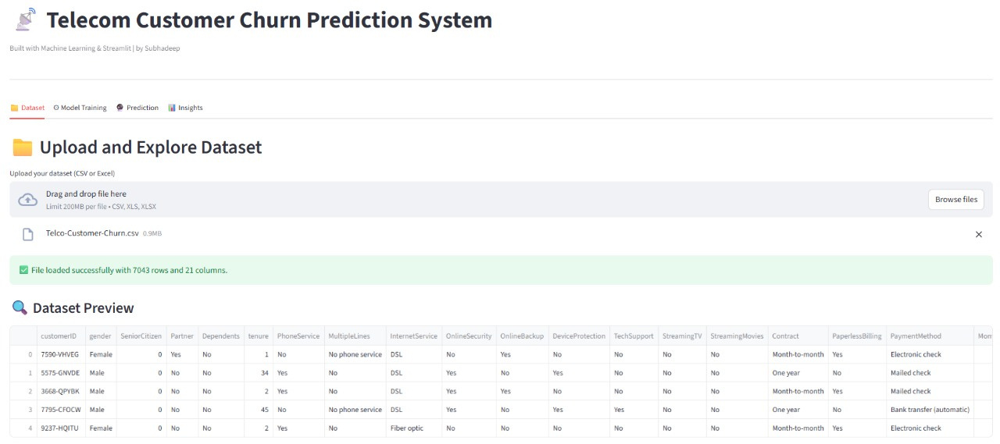 Telecom Customer Churn Prediction System
Built with Machine Learning & Streamlit | by Subhadeep
Dataset Model Training Prediction Insights
Upload and Explore Dataset
Upload your dataset (CSV or Excel)
Drag and drop file here
Limit 200MB per file • CSV, XLS, XLSX
Browse files
Telco-Customer-Churn.csv 0.9MB
File loaded successfully with 7043 rows and 21 columns.
Dataset Preview
customerID gender SeniorCitizen Partner Dependents tenure PhoneService MultipleLines InternetService OnlineSecurity OnlineBackup DeviceProtection TechSupport StreamingTV StreamingMovies Contract PaperlessBilling PaymentMethod Mon
0 7590-VHVEG Female 0 Yes No 1 No No phone service DSL No Yes No No No No Month-to-month Yes Electronic check
1 5575-GNVDE Male 0 No No 34 Yes No DSL Yes No Yes No No No One year No Mailed check
2 3668-QPYBK Male 0 No No 2 Yes No DSL Yes Yes No No No No Month-to-month Yes Mailed check
3 7795-CFOCW Male 0 No No 45 No No phone service DSL Yes No Yes Yes No No One year No Bank transfer (automatic)
4 9237-HQITU Female 0 No No 2 Yes No Fiber optic No No No No No No Month-to-month Yes Electronic check